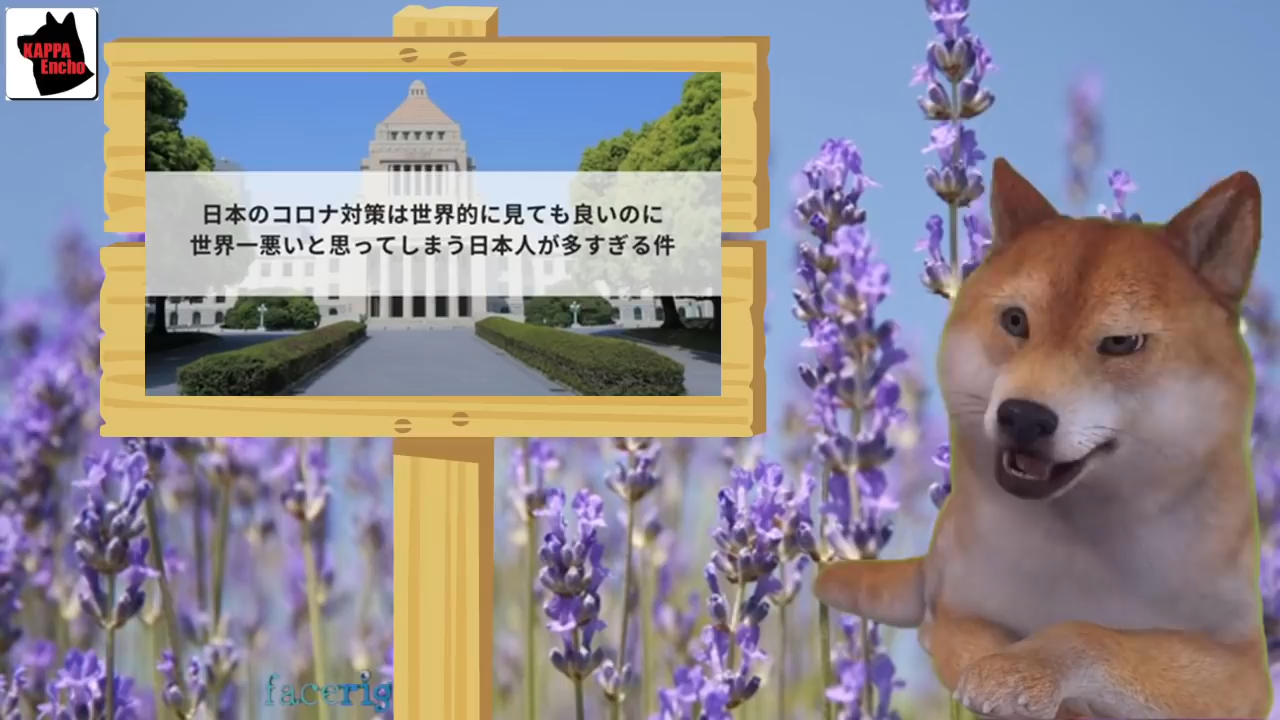 KAPPA
Encho
日本のコロナ対策は世界的に見ても良いのに
世界一悪いと思ってしまう日本人が多すぎる件
facerig